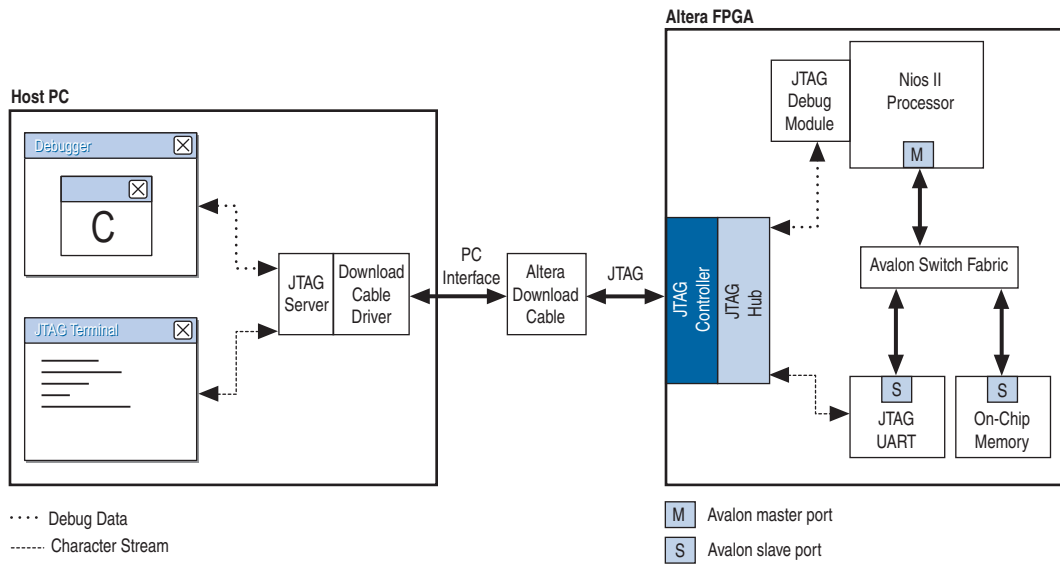 Altera FPGA
Host PC
Debugger
C
JTAG Terminal
JTAG
Server
Download
Cable
Driver
PC
Interface
Altera
Download
Cable
JTAG
JTAG
Controller
JTAG
Hub
JTAG
Debug
Module
Nios II
Processor
M
Avalon Switch Fabric
S
JTAG
UART
S
On-Chip
Memory
Debug Data
Character Stream
M Avalon master port
S Avalon slave port